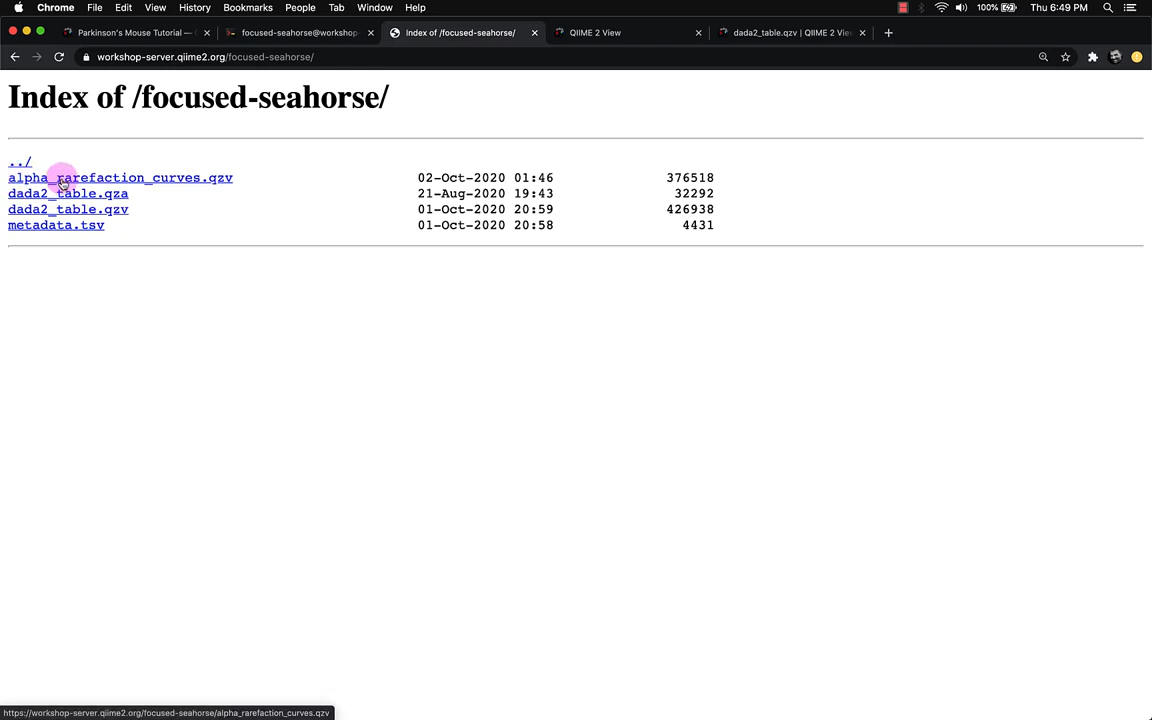 Chrome File Edit View History Bookmarks People Tab Window Help 100% Thu 6:49 PM
Parkinson's Mouse Tutorial — focused-seahorse@workshop- Index of /focused-seahorse/ QIIME 2 View dada2_table.qzv | QIIME 2 Vie
workshop-server.qiime2.org/focused-seahorse/
Index of /focused-seahorse/
../
alpha_rarefaction_curves.qzv 02-Oct-2020 01:46 376518
dada2_table.qza 21-Aug-2020 19:43 32292
dada2_table.qzv 01-Oct-2020 20:59 426938
metadata.tsv 01-Oct-2020 20:58 4431
https://workshop-server.qiime2.org/focused-seahorse/alpha_rarefaction_curves.qzv